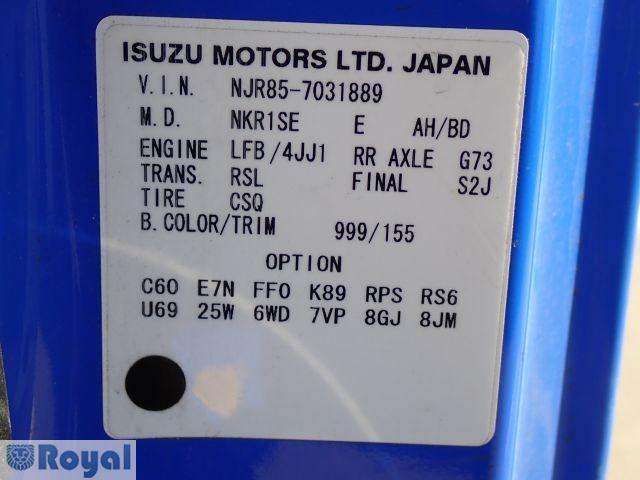 ISUZU MOTORS LTD. JAPAN
V.I.N. NJR85-7031889
M.D. NKR1SE E AH/BD
ENGINE LFB/4JJ1 RR AXLE G73
TRANS. RSL FINAL S2J
TIRE CSQ
B.COLOR/TRIM 999/155
OPTION
C60 E7N FF0 K89 RPS RS6
U69 25W 6WD 7VP 8GJ 8JM
Royal